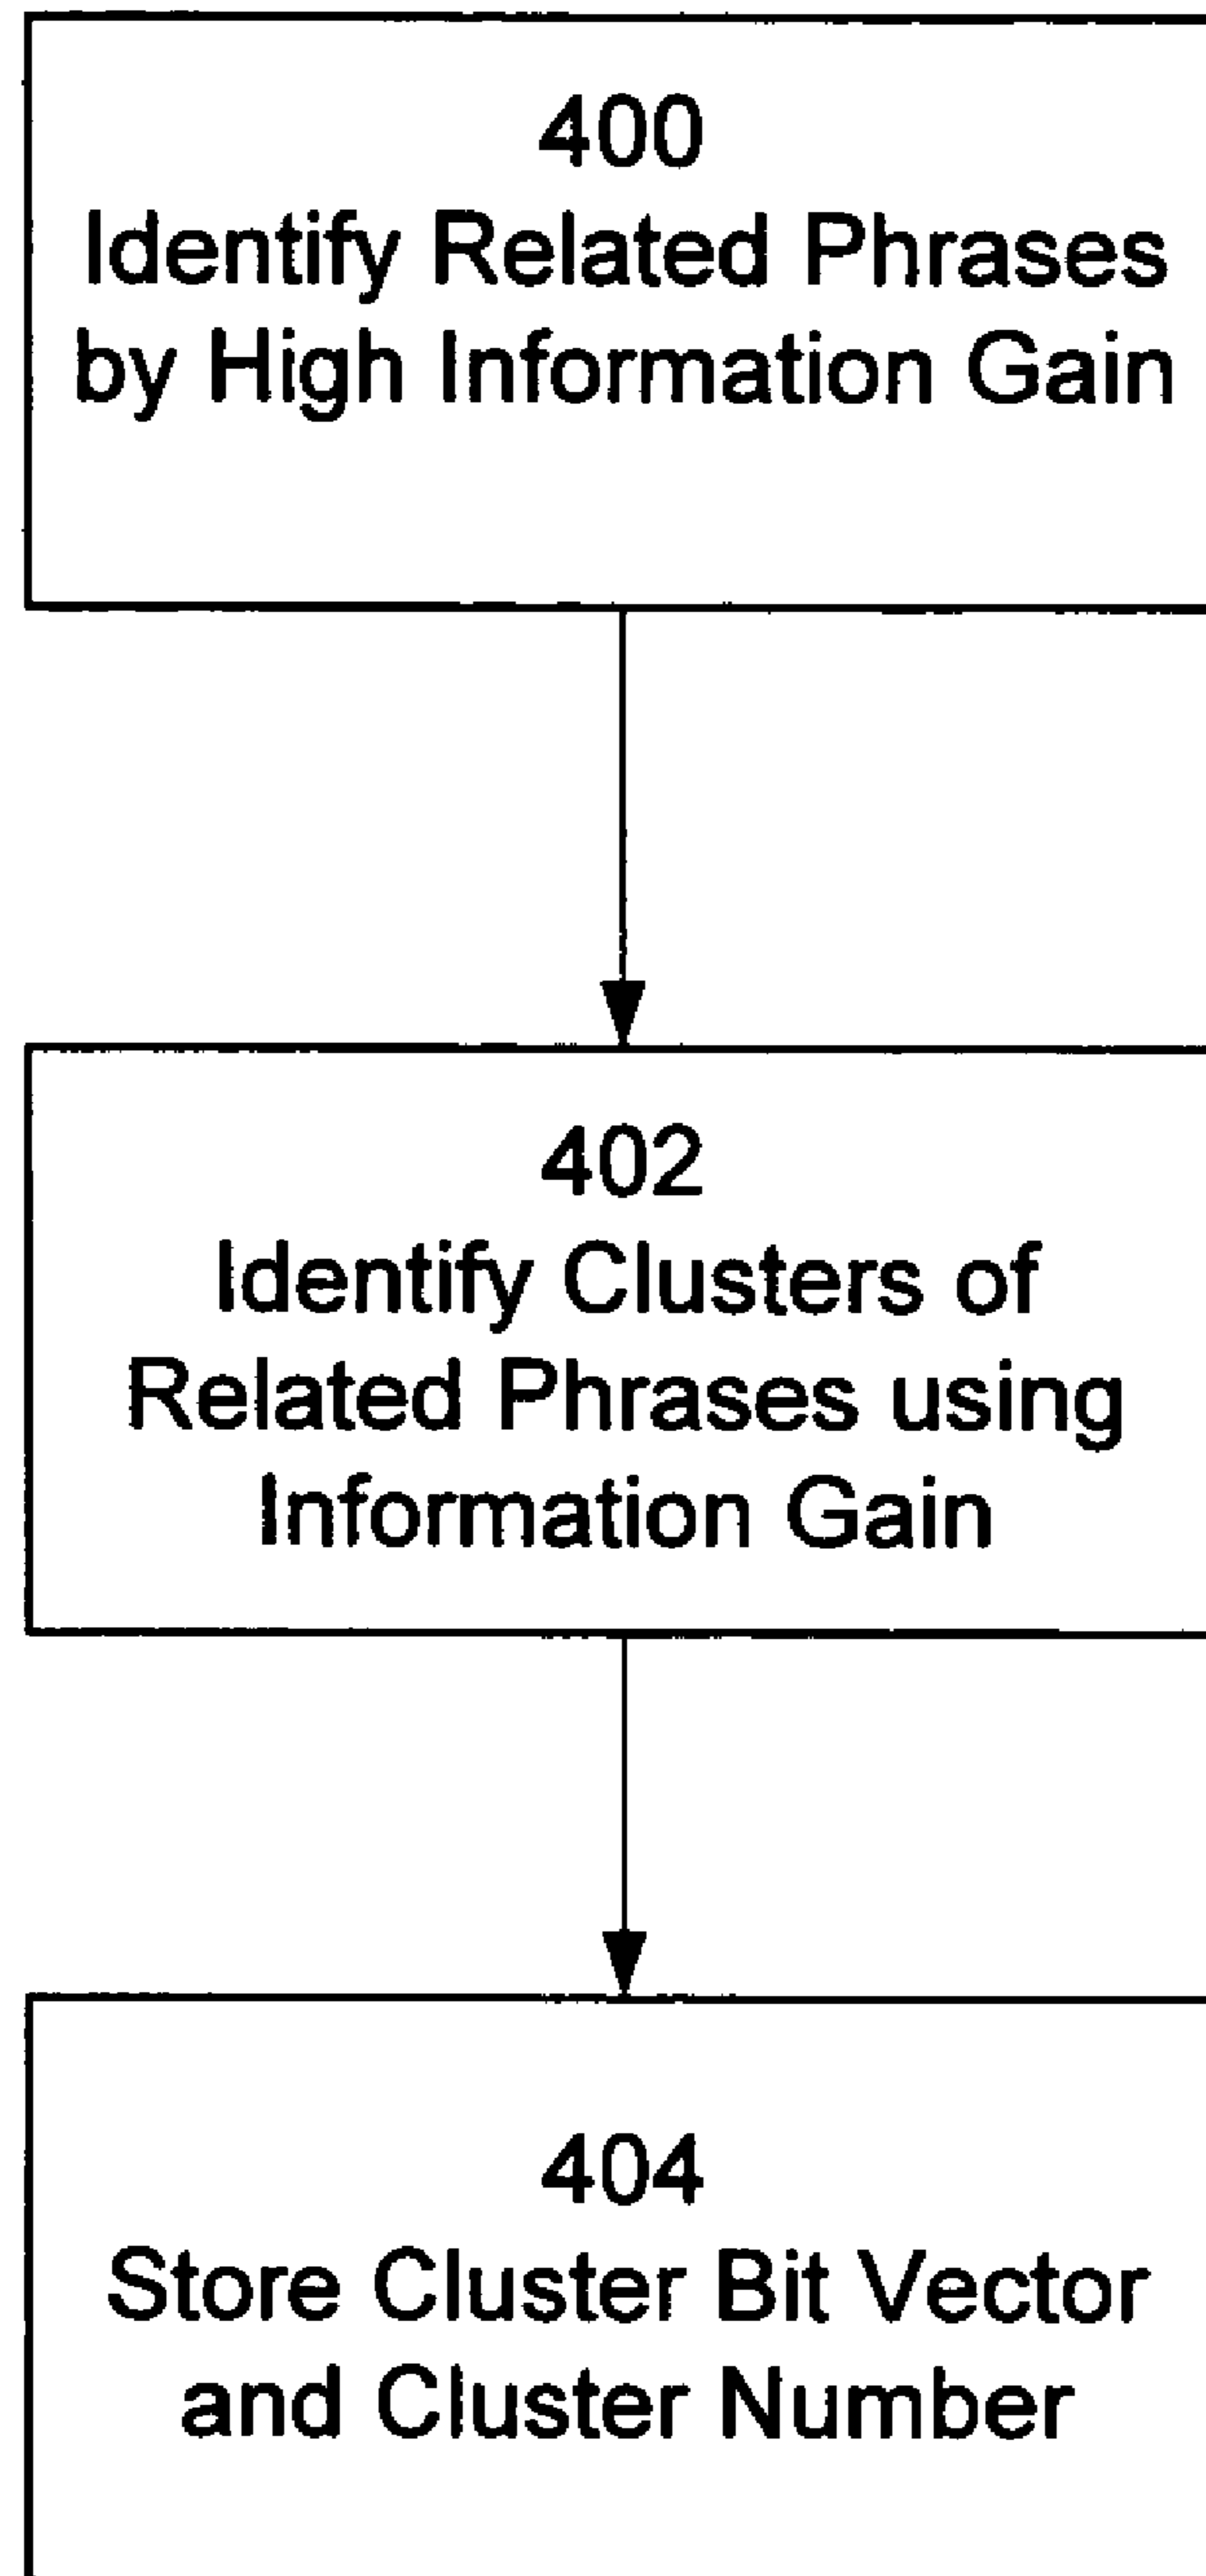 400
Identify Related Phrases
by High Information Gain
402
Identify Clusters of
Related Phrases using
Information Gain
404
Store Cluster Bit Vector
and Cluster Number